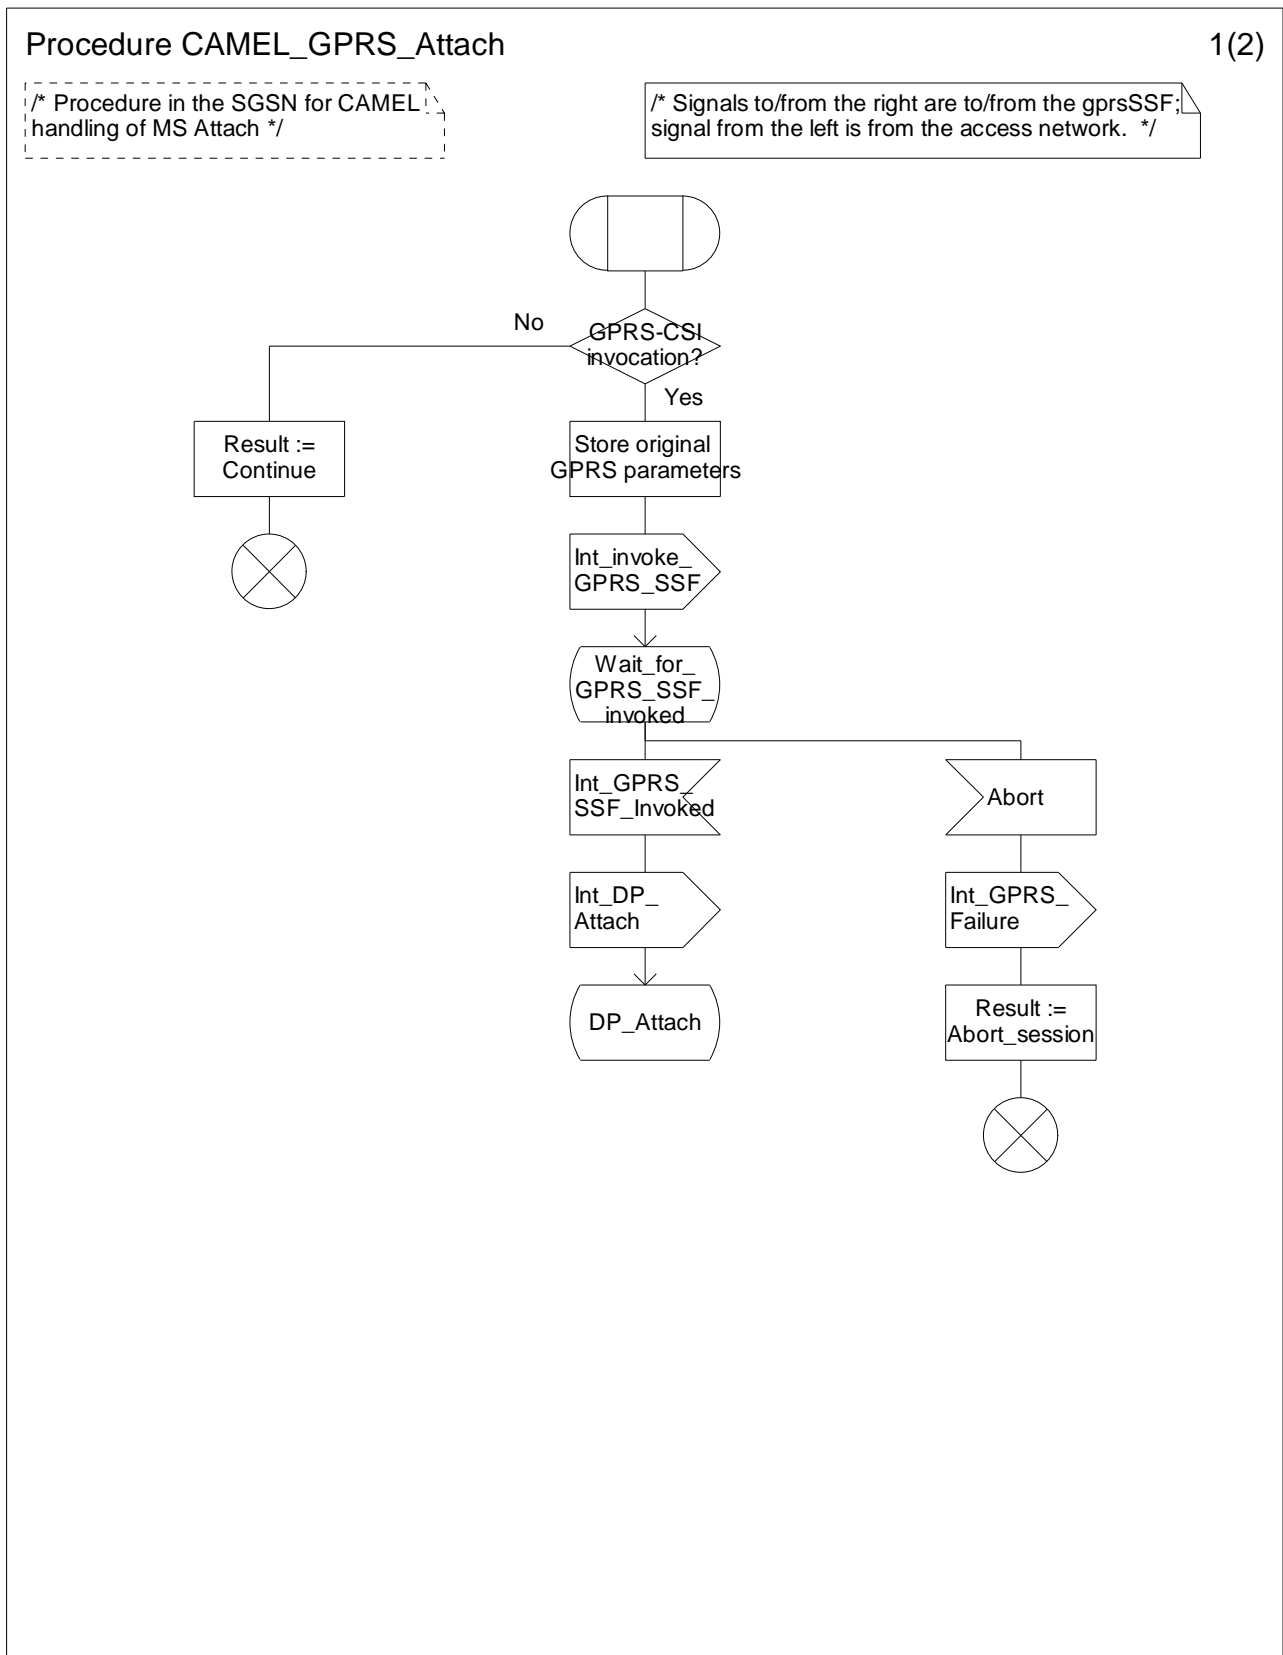 Procedure CAMEL_GPRS_Attach
1(2)
/* Procedure in the SGSN for CAMEL
handling of MS Attach */
/* Signals to/from the right are to/from the gprsSSF;
signal from the left is from the access network.  */
GPRS-CSI
invocation?
No
Yes
Result :=
Continue
Store original
GPRS parameters
Int_invoke_
GPRS_SSF
Wait_for_
GPRS_SSF_
invoked
Int_GPRS_
SSF_Invoked
Abort
Int_DP_
Attach
Int_GPRS_
Failure
DP_Attach
Result :=
Abort_session